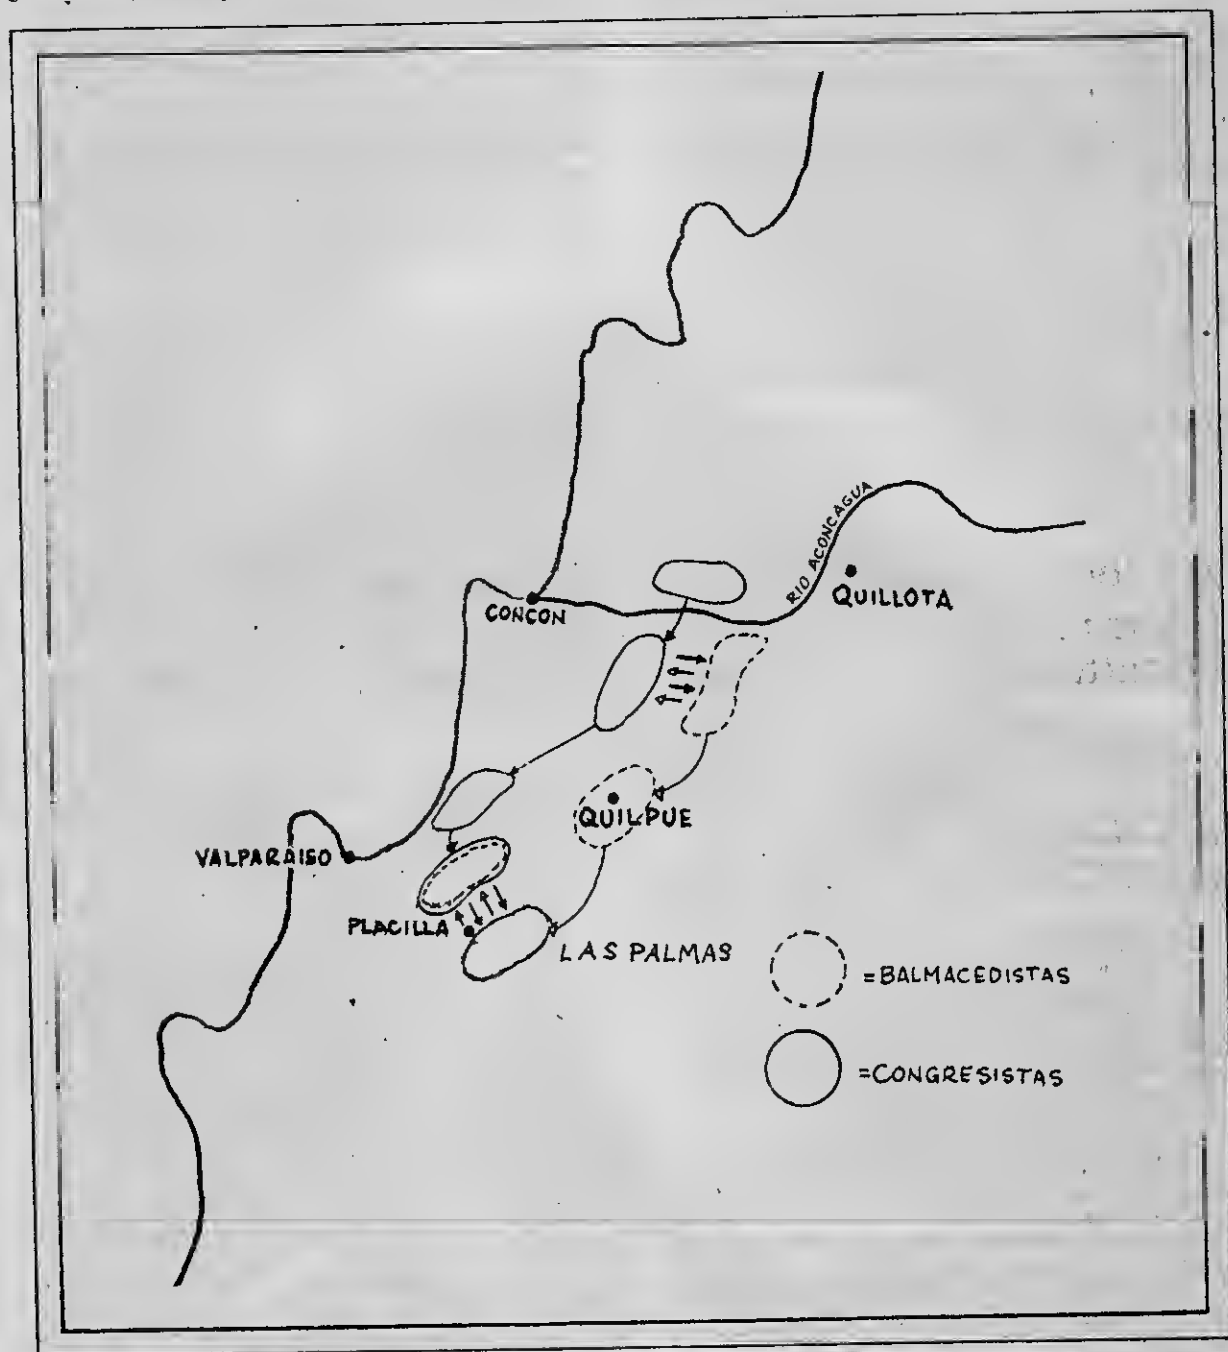 RIO ACONCAGUA
QUILLOTA
CONCON
QUILPUE
VALPARAISO
PLACILLA
LAS PALMAS
=BALMACEDISTAS
=CONGRESISTAS